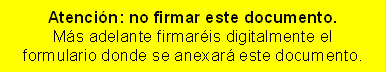 Atención: no firmar este documento.
Más adelante firmaréis digitalmente el
formulario donde se anexará este documento.